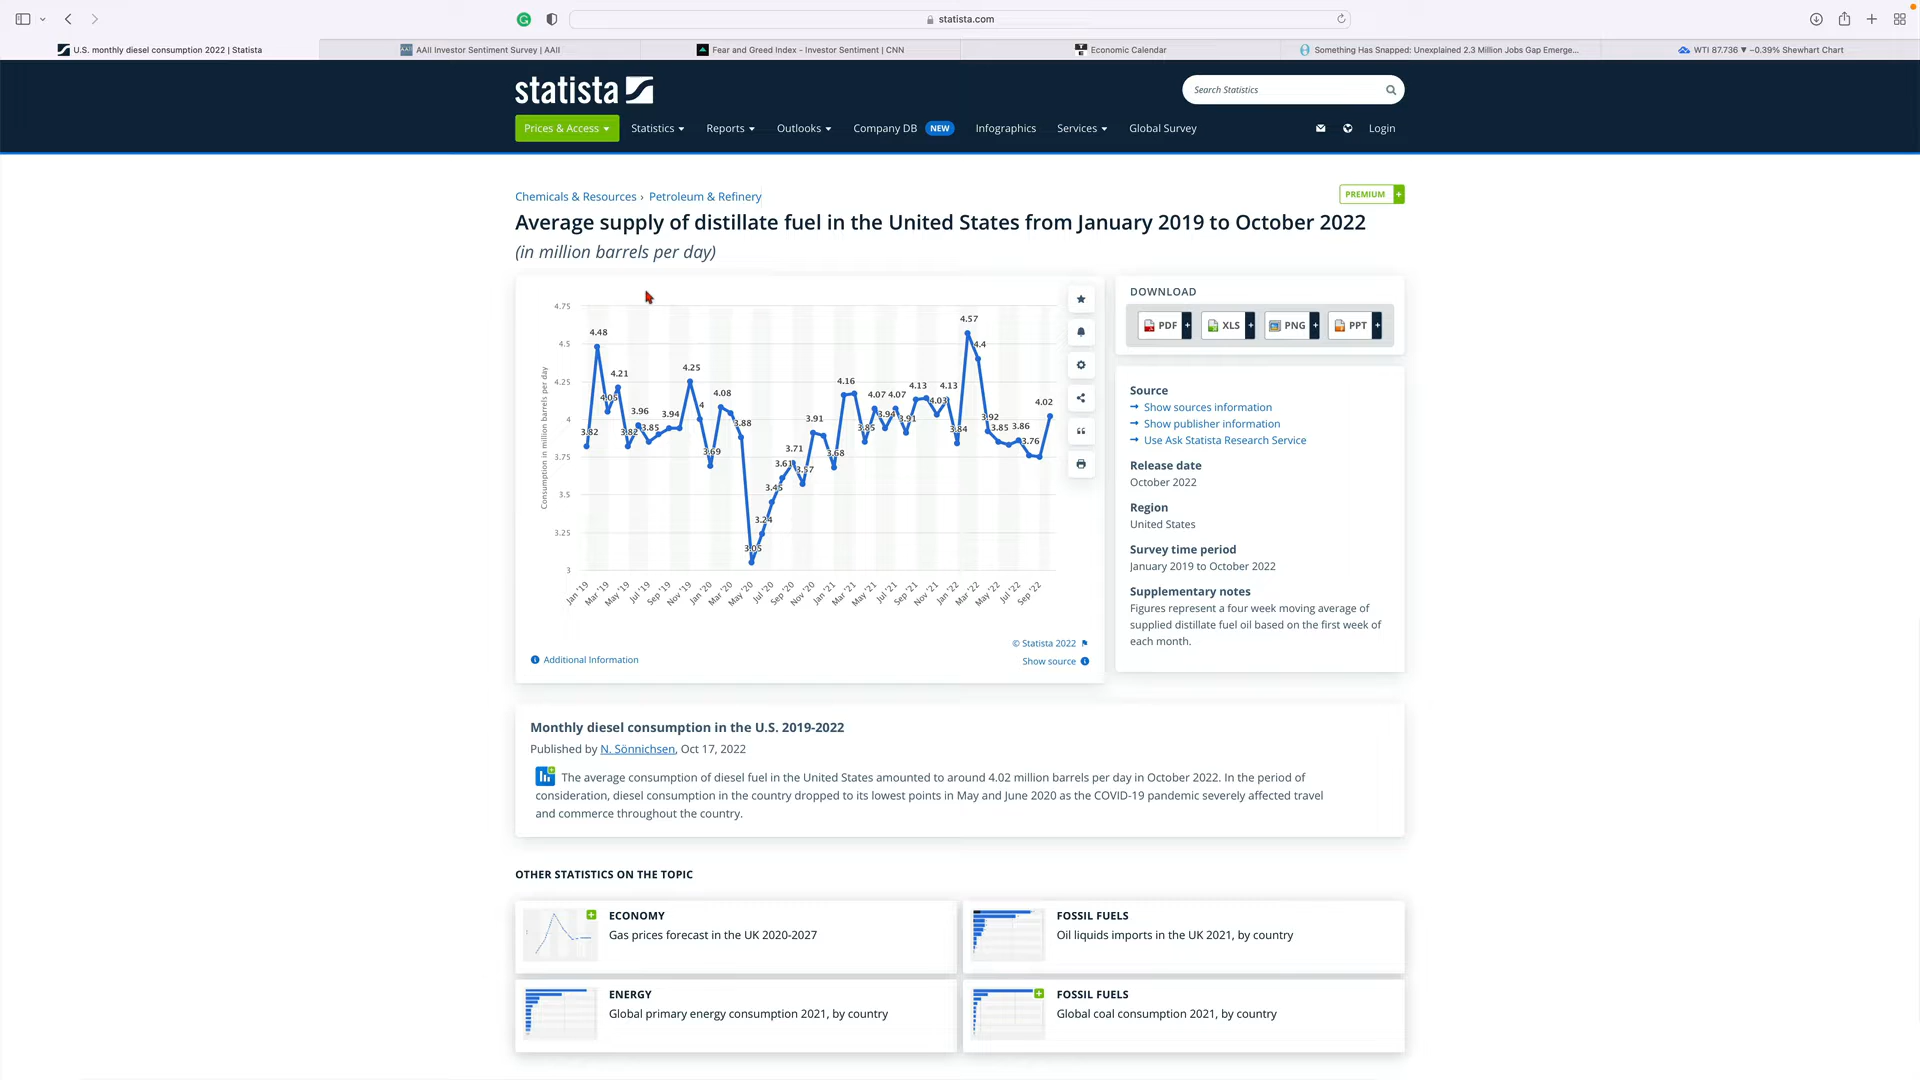 statista.com
U.S. monthly diesel consumption 2022 | Statista
AAII Investor Sentiment Survey | AAII
Fear and Greed Index - Investor Sentiment | CNN
Economic Calendar
Something Has Snapped: Unexplained 2.3 Million Jobs Gap Emerge...
WTI 87.736 ▼ −0.39% Shewhart Chart
statista
Search Statistics
Prices & Access
Statistics
Reports
Outlooks
Company DB NEW
Infographics
Services
Global Survey
Login
Chemicals & Resources › Petroleum & Refinery
PREMIUM +
Average supply of distillate fuel in the United States from January 2019 to October 2022
(in million barrels per day)
Consumption in million barrels per day
4.75
4.5
4.25
4
3.75
3.5
3.25
3
3.82
4.48
4.05
4.21
3.82
3.96
3.85
3.94
4.25
4
3.69
4.08
3.88
3.05
3.24
3.45
3.61
3.71
3.57
3.91
3.68
4.16
3.85
4.07
3.94
4.07
3.91
4.13
4.03
4.13
3.84
4.57
4.4
3.92
3.85
3.86
3.76
4.02
Jan '19
Mar '19
May '19
Jul '19
Sep '19
Nov '19
Jan '20
Mar '20
May '20
Jul '20
Sep '20
Nov '20
Jan '21
Mar '21
May '21
Jul '21
Sep '21
Nov '21
Jan '22
Mar '22
May '22
Jul '22
Sep '22
© Statista 2022
Additional Information
Show source
DOWNLOAD
PDF +
XLS +
PNG +
PPT +
Source
Show sources information
Show publisher information
Use Ask Statista Research Service
Release date
October 2022
Region
United States
Survey time period
January 2019 to October 2022
Supplementary notes
Figures represent a four week moving average of
supplied distillate fuel oil based on the first week of
each month.
Monthly diesel consumption in the U.S. 2019-2022
Published by N. Sönnichsen, Oct 17, 2022
The average consumption of diesel fuel in the United States amounted to around 4.02 million barrels per day in October 2022. In the period of
consideration, diesel consumption in the country dropped to its lowest points in May and June 2020 as the COVID-19 pandemic severely affected travel
and commerce throughout the country.
OTHER STATISTICS ON THE TOPIC
ECONOMY
Gas prices forecast in the UK 2020-2027
FOSSIL FUELS
Oil liquids imports in the UK 2021, by country
ENERGY
Global primary energy consumption 2021, by country
FOSSIL FUELS
Global coal consumption 2021, by country